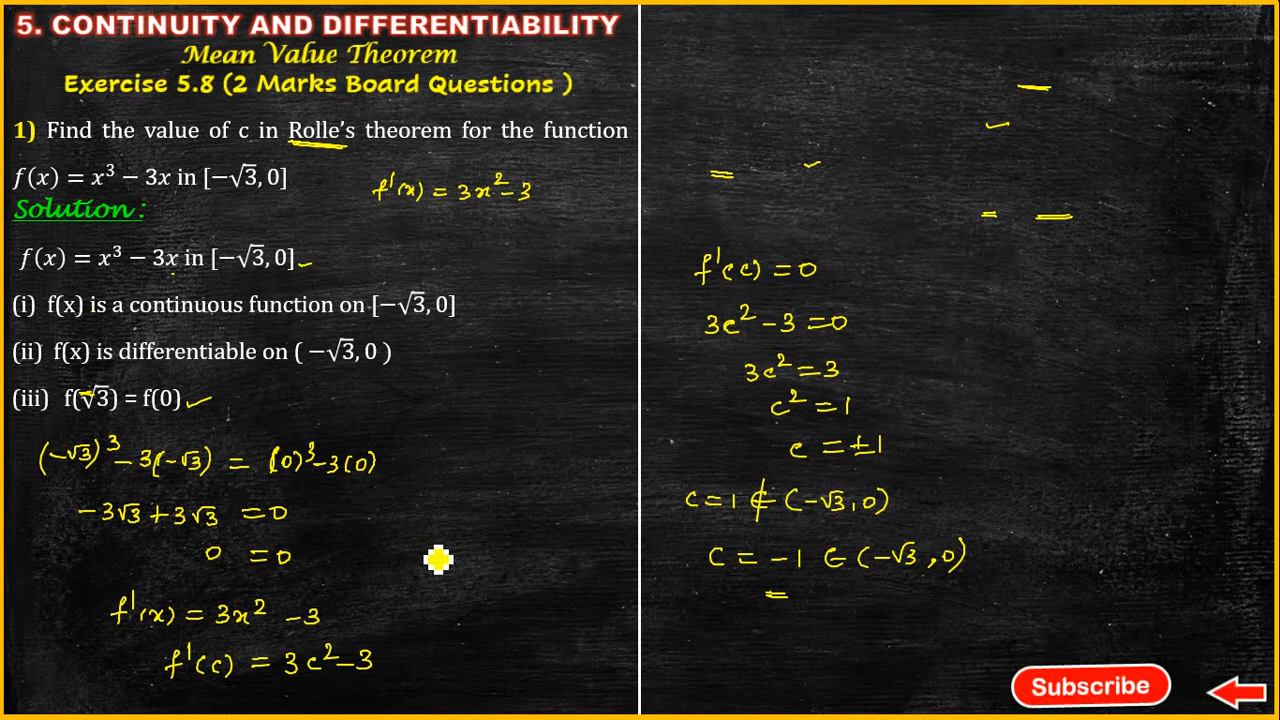 5. CONTINUITY AND DIFFERENTIABILITY
Mean Value Theorem
Exercise 5.8 (2 Marks Board Questions )
1) Find the value of c in Rolle's theorem for the function
f(x) = x³ − 3x in [−√3, 0]
f'(x) = 3x² − 3
Solution :
f(x) = x³ − 3x in [−√3, 0]
(i) f(x) is a continuous function on [−√3, 0]
(ii) f(x) is differentiable on ( −√3, 0 )
(iii) f(−√3) = f(0)
(−√3)³ − 3(−√3) = (0)³ − 3(0)
−3√3 + 3√3 = 0
0 = 0
f'(x) = 3x² − 3
f'(c) = 3c² − 3
f'(c) = 0
3c² − 3 = 0
3c² = 3
c² = 1
c = ±1
c = 1 ∉ (−√3, 0)
c = −1 ∈ (−√3, 0)
Subscribe